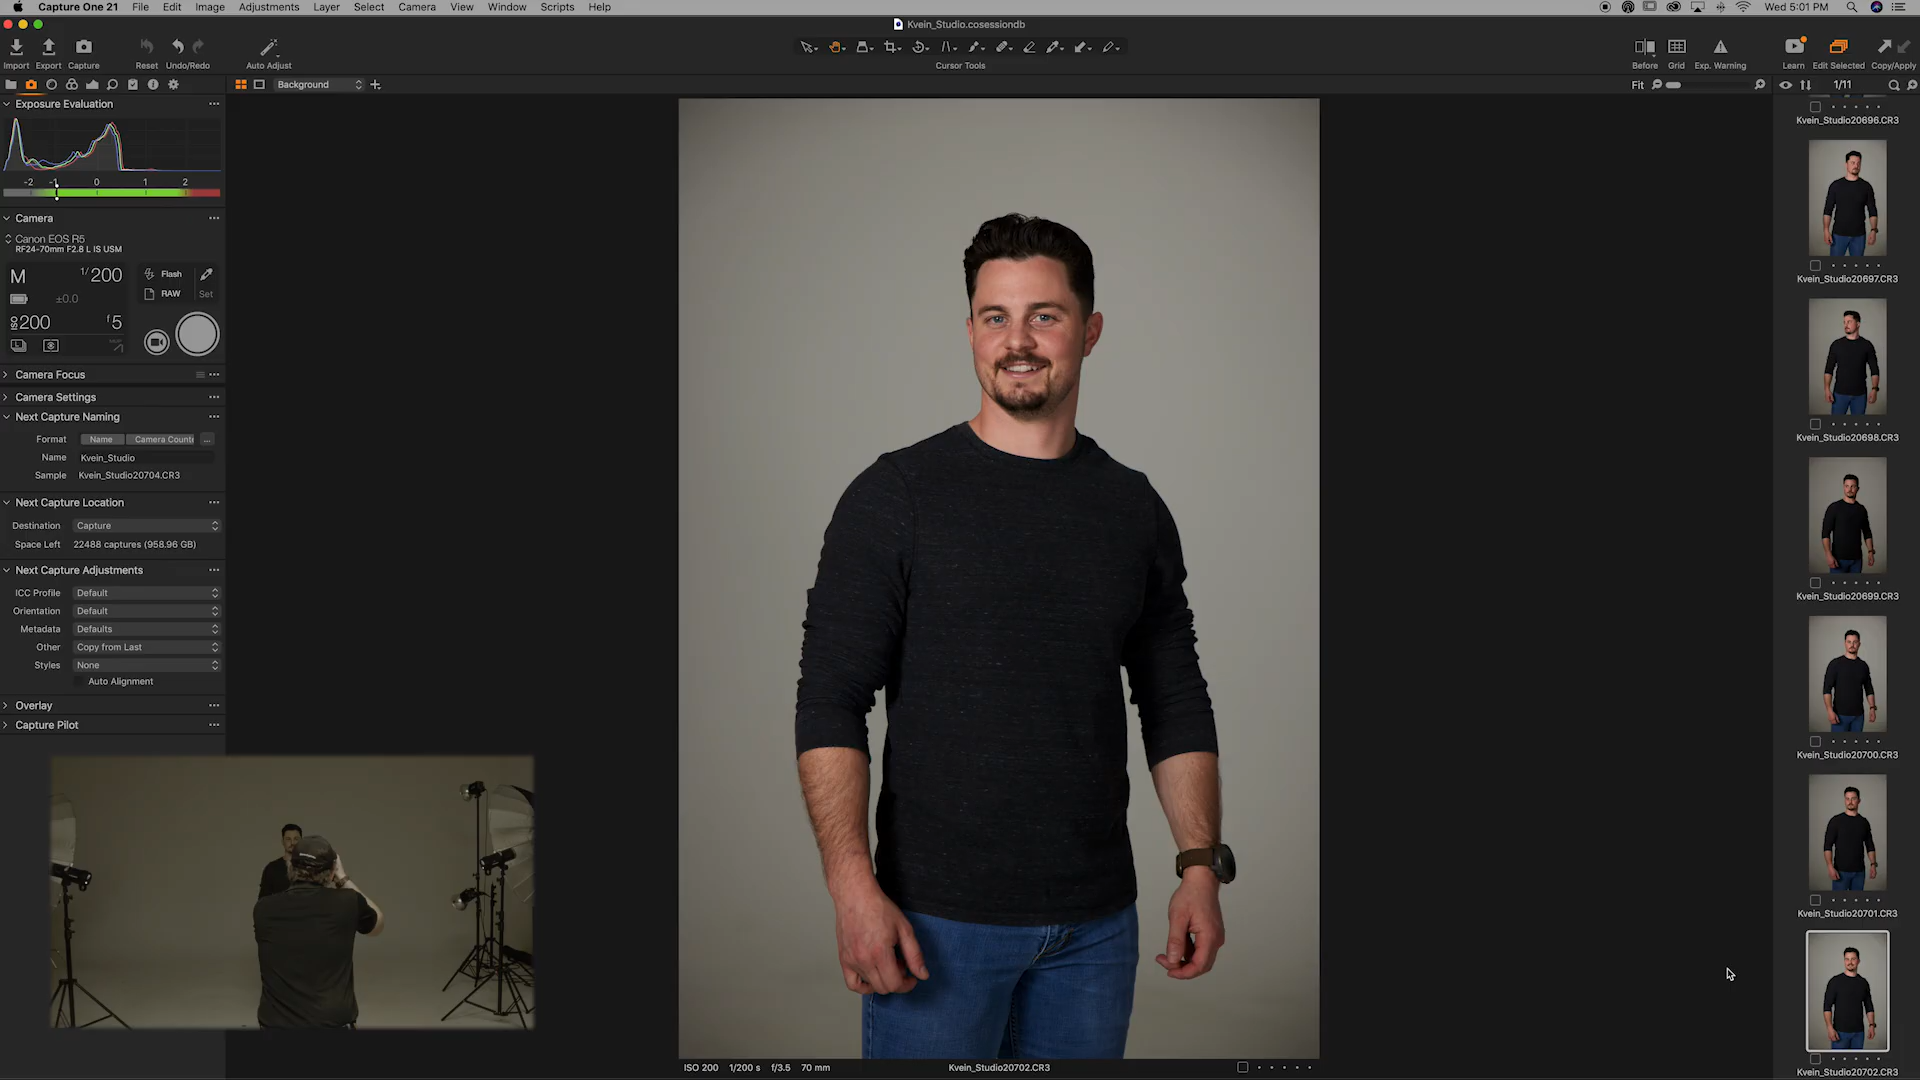 Capture One 21 File Edit Image Adjustments Layer Select Camera View Window Scripts Help Wed 5:01 PM
Kvein_Studio.cosessiondb
Import Export Capture Reset Undo/Redo Auto Adjust Cursor Tools Before Grid Exp. Warning Learn Edit Selected Copy/Apply
Background Fit 1/11
Exposure Evaluation
-2 -1 0 1 2
Camera
Canon EOS R5
RF24-70mm F2.8 L IS USM
M 1/200 Flash
±0.0 RAW Set
ISO 200 f 5
Camera Focus
Camera Settings
Next Capture Naming
Format Name Camera Counte ...
Name Kvein_Studio
Sample Kvein_Studio20704.CR3
Next Capture Location
Destination Capture
Space Left 22488 captures (958.96 GB)
Next Capture Adjustments
ICC Profile Default
Orientation Default
Metadata Defaults
Other Copy from Last
Styles None
Auto Alignment
Overlay
Capture Pilot
ISO 200 1/200 s f/3.5 70 mm Kvein_Studio20702.CR3
Kvein_Studio20696.CR3
Kvein_Studio20697.CR3
Kvein_Studio20698.CR3
Kvein_Studio20699.CR3
Kvein_Studio20700.CR3
Kvein_Studio20701.CR3
Kvein_Studio20702.CR3